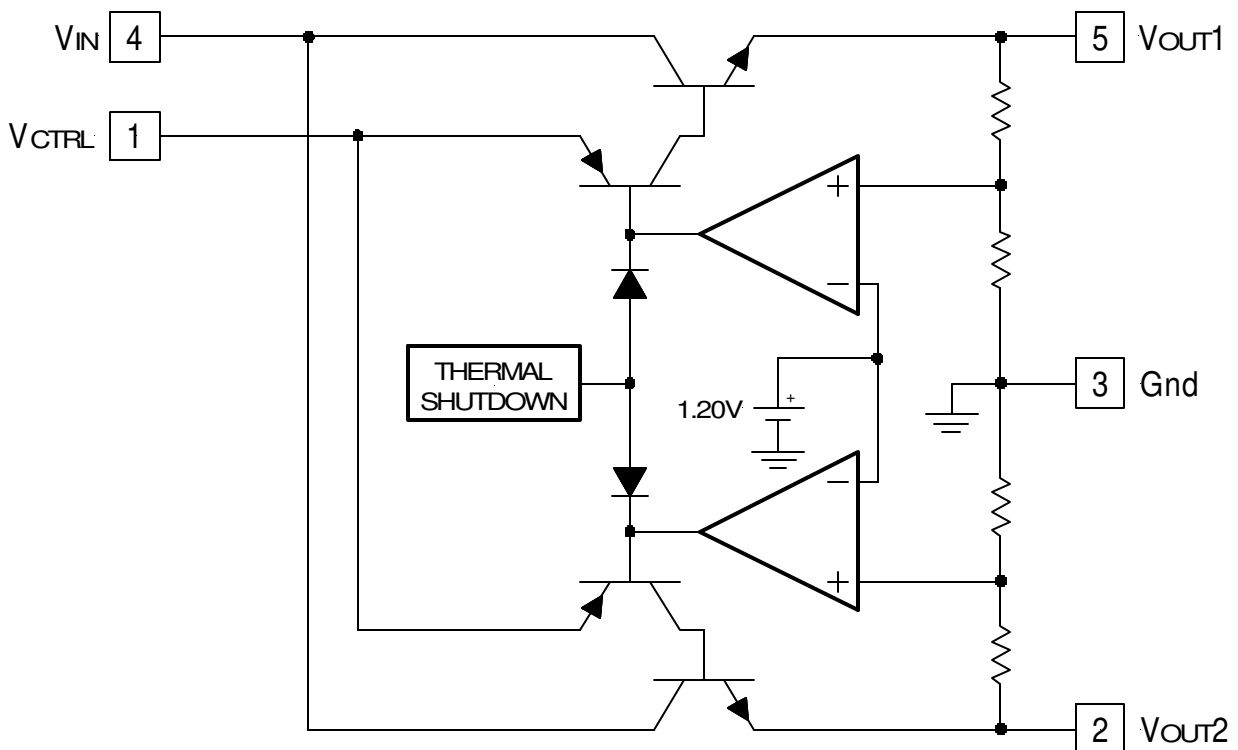 VIN 4
5 VOUT1
VCTRL 1
+
−
THERMAL
SHUTDOWN
+
1.20V
3 Gnd
−
+
2 VOUT2